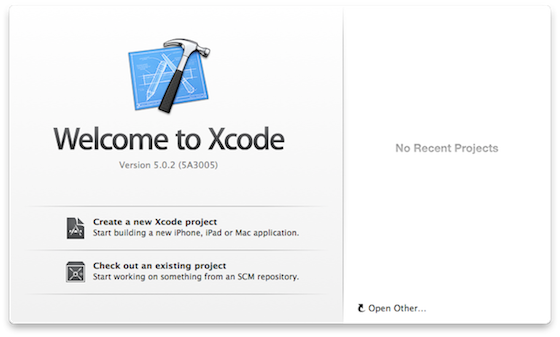 Welcome to Xcode
Version 5.0.2 (5A3005)
Create a new Xcode project
Start building a new iPhone, iPad or Mac application.
Check out an existing project
Start working on something from an SCM repository.
No Recent Projects
Open Other...